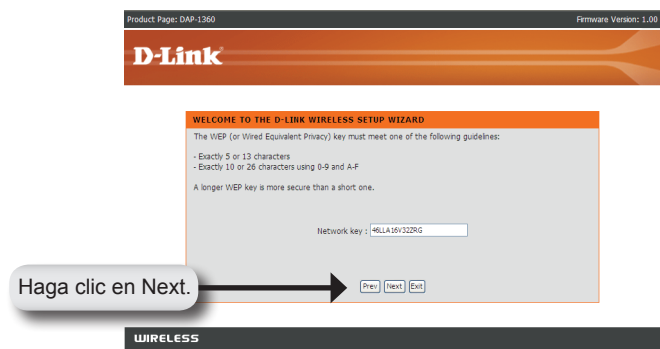 Product Page: DAP-1360 Firmware Version: 1.00
D-Link
WELCOME TO THE D-LINK WIRELESS SETUP WIZARD
The WEP (or Wired Equivalent Privacy) key must meet one of the following guidelines:
- Exactly 5 or 13 characters
- Exactly 10 or 26 characters using 0-9 and A-F
A longer WEP key is more secure than a short one.
Network key : 46LLA16V32ZRG
Haga clic en Next.
Prev Next Exit
WIRELESS